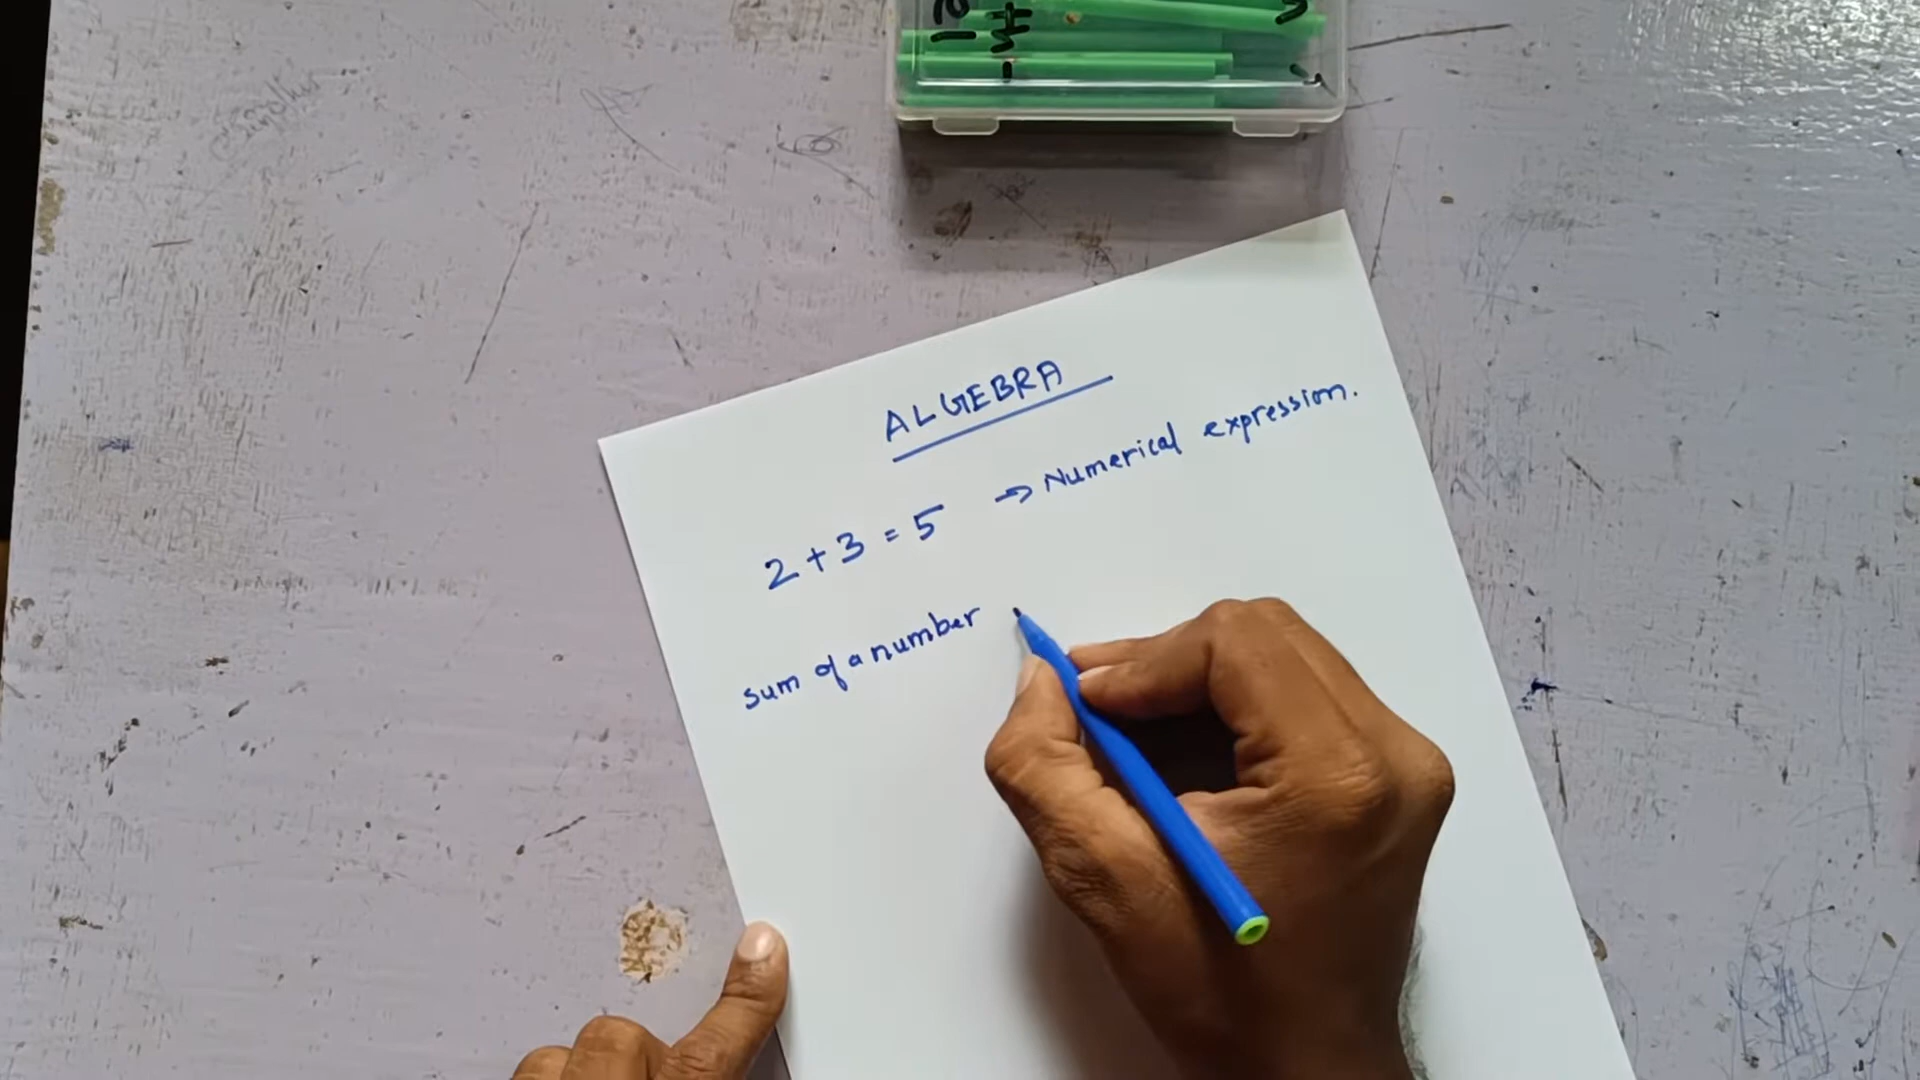 ALGEBRA
2 + 3 = 5 → Numerical expression.
sum of a number